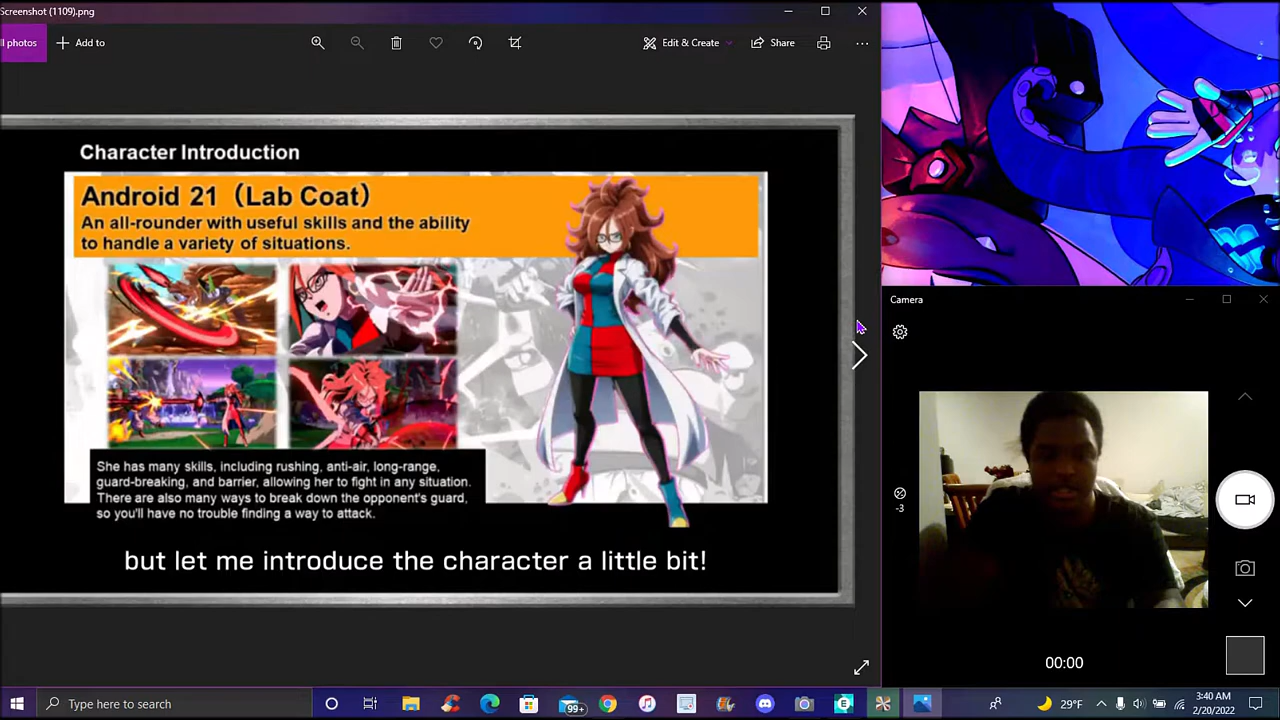 Screenshot (1109).png
ll photos
Add to
Edit & Create
Share
Character Introduction
Android 21（Lab Coat）
An all-rounder with useful skills and the ability
to handle a variety of situations.
She has many skills, including rushing, anti-air, long-range,
guard-breaking, and barrier, allowing her to fight in any situation.
There are also many ways to break down the opponent's guard,
so you'll have no trouble finding a way to attack.
but let me introduce the character a little bit!
Camera
-3
00:00
Type here to search
99+
29°F
3:40 AM
2/20/2022